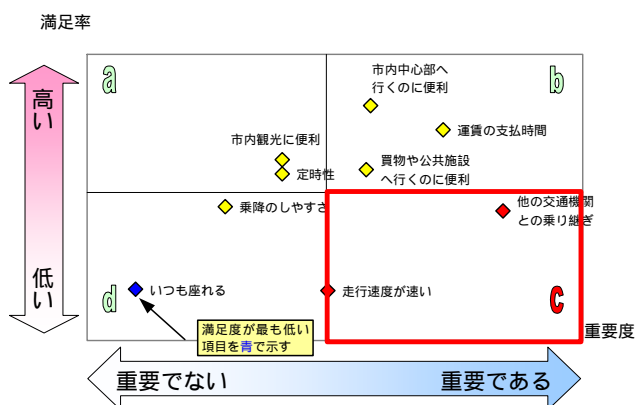 満足率
高い
低い
a
b
市内中心部へ
行くのに便利
運賃の支払時間
市内観光に便利
定時性
買物や公共施設
へ行くのに便利
乗降のしやすさ
他の交通機関
との乗り継ぎ
d
いつも座れる
走行速度が速い
c
満足度が最も低い
項目を青で示す
重要度
重要でない
重要である